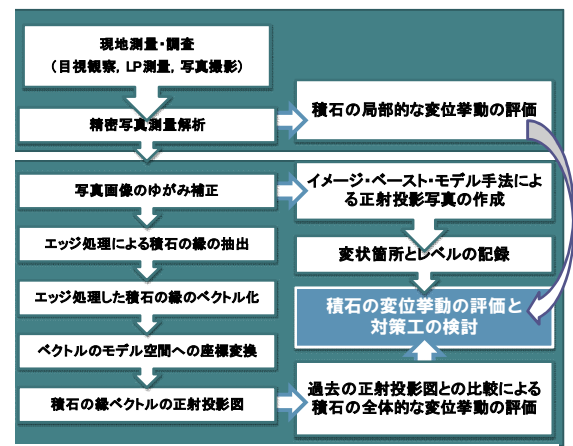 現地測量・調査
（目視観察，LP測量，写真撮影）
精密写真測量解析
積石の局部的な変位挙動の評価
写真画像のゆがみ補正
イメージ・ベースト・モデル手法によ
る正射投影写真の作成
エッジ処理による積石の縁の抽出
変状箇所とレベルの記録
エッジ処理した積石の縁のベクトル化
積石の変位挙動の評価と
対策工の検討
ベクトルのモデル空間への座標変換
積石の縁ベクトルの正射投影図
過去の正射投影図との比較による
積石の全体的な変位挙動の評価